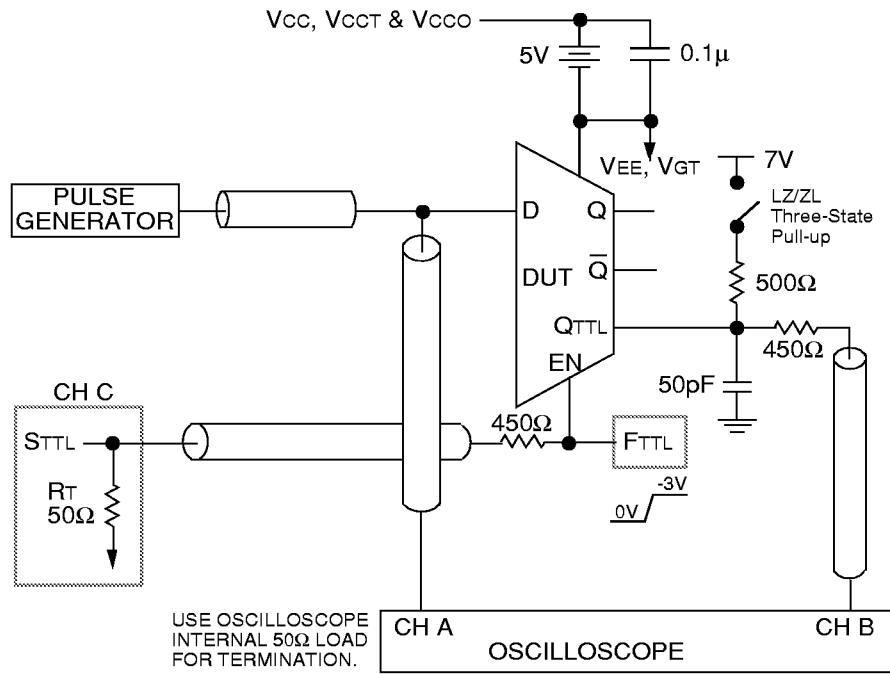 VCC, VCCT & VCCO
5V
0.1μ
VEE, VGT
7V
LZ/ZL
Three-State
Pull-up
PULSE
GENERATOR
D
Q
DUT
Q̅
500Ω
QTTL
450Ω
EN
50pF
CH C
STTL
450Ω
FTTL
RT
50Ω
-3V
0V
USE OSCILLOSCOPE
INTERNAL 50Ω LOAD
FOR TERMINATION.
CH A
CH B
OSCILLOSCOPE